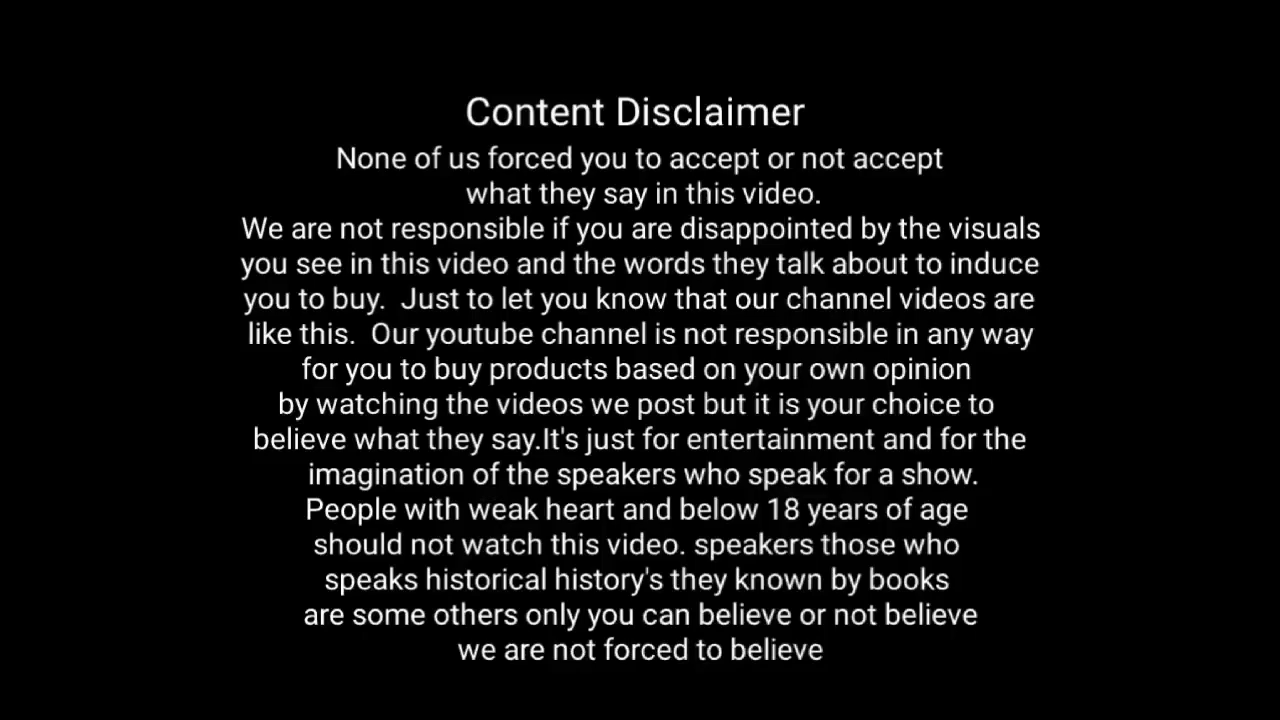 Content Disclaimer
None of us forced you to accept or not accept
what they say in this video.
We are not responsible if you are disappointed by the visuals
you see in this video and the words they talk about to induce
you to buy.  Just to let you know that our channel videos are
like this.  Our youtube channel is not responsible in any way
for you to buy products based on your own opinion
by watching the videos we post but it is your choice to
believe what they say.It's just for entertainment and for the
imagination of the speakers who speak for a show.
People with weak heart and below 18 years of age
should not watch this video. speakers those who
speaks historical history's they known by books
are some others only you can believe or not believe
we are not forced to believe